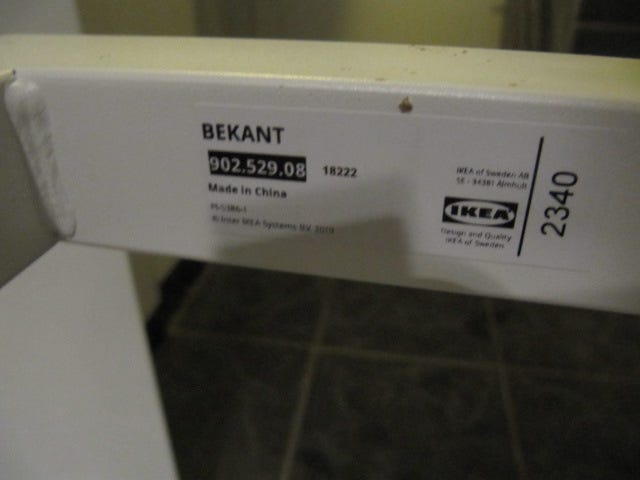 BEKANT
902.529.08 18222
Made in China
© Inter IKEA Systems B.V. 2019
IKEA of Sweden AB
SE - 34381 Älmhult
IKEA
Design and Quality
IKEA of Sweden
2340